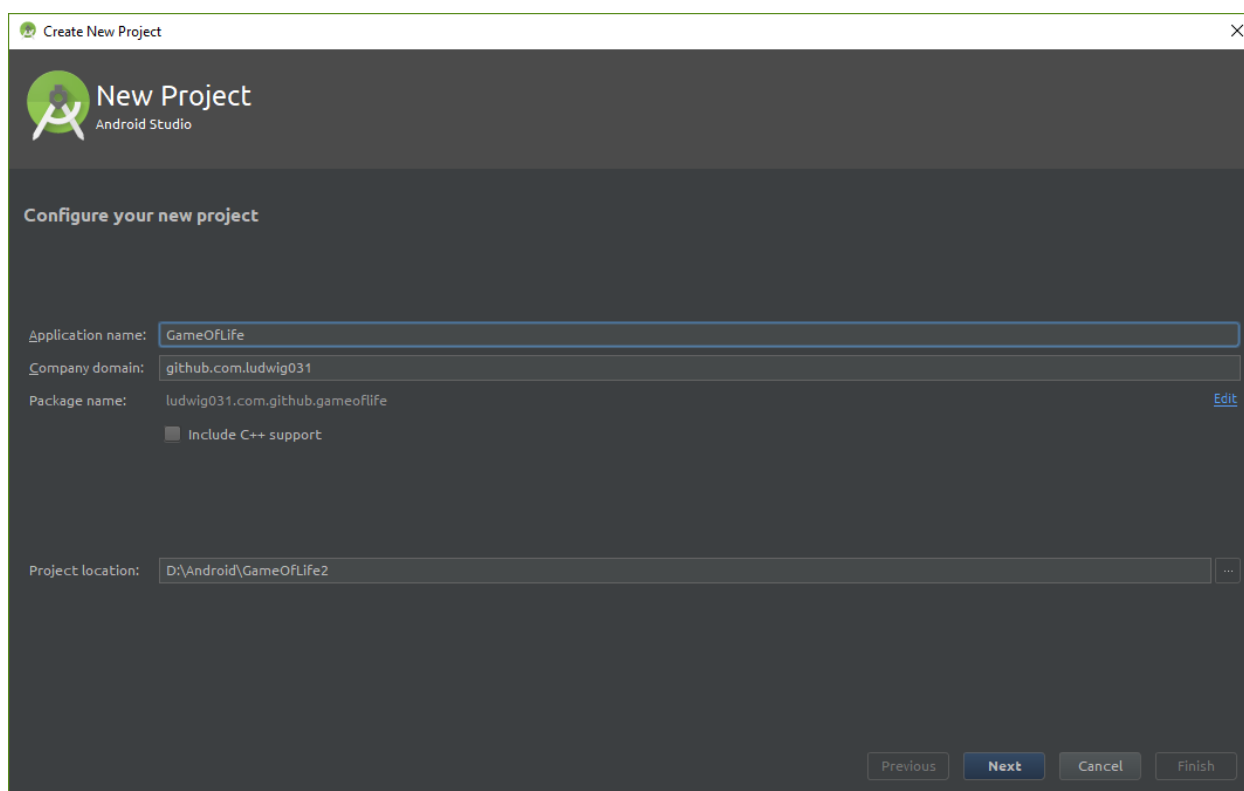 Create New Project
New Project
Android Studio
Configure your new project
Application name: GameOfLife
Company domain: github.com.ludwig031
Package name: ludwig031.com.github.gameoflife Edit
Include C++ support
Project location: D:\Android\GameOfLife2 ...
Previous Next Cancel Finish